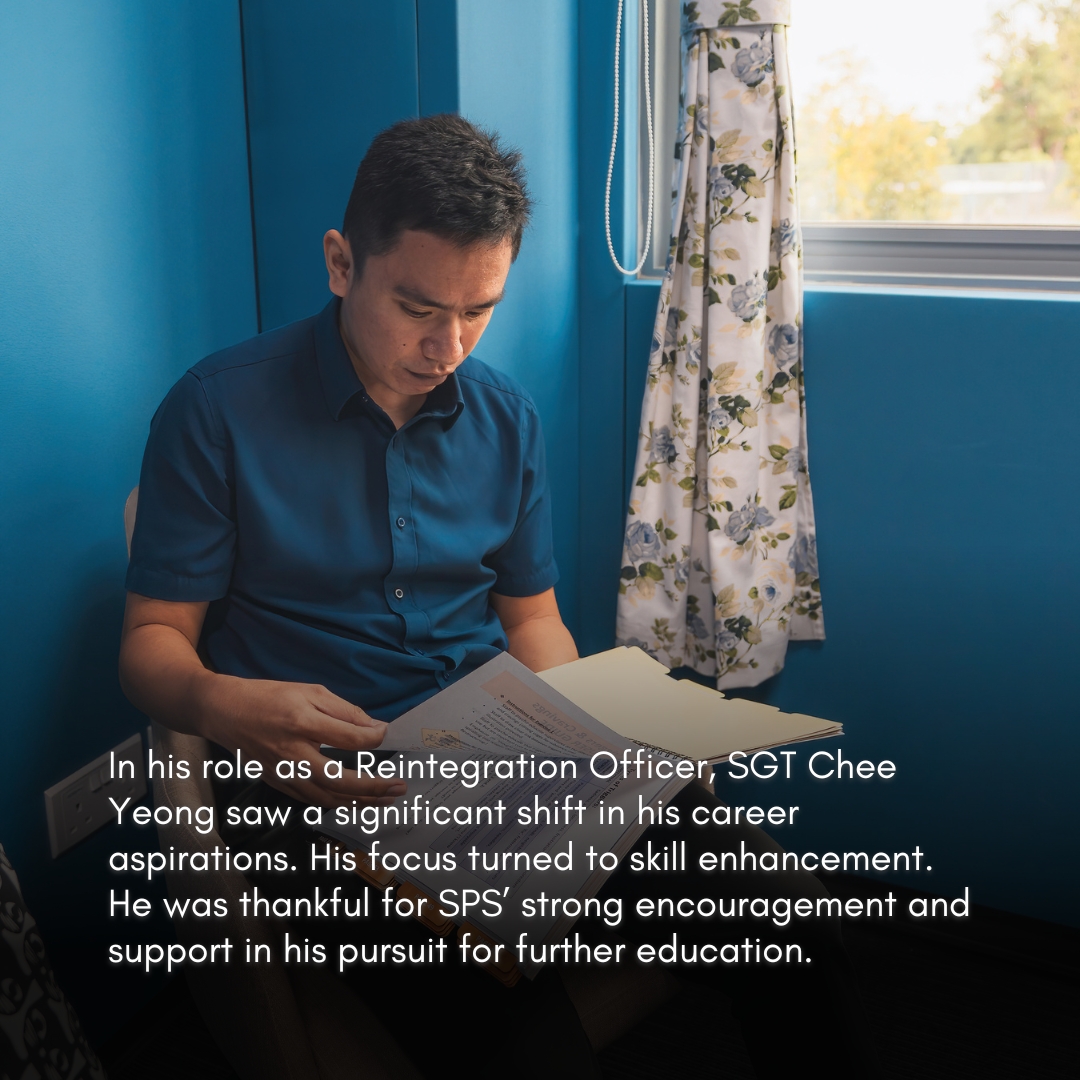 In his role as a Reintegration Officer, SGT Chee
Yeong saw a significant shift in his career
aspirations. His focus turned to skill enhancement.
He was thankful for SPS’ strong encouragement and
support in his pursuit for further education.